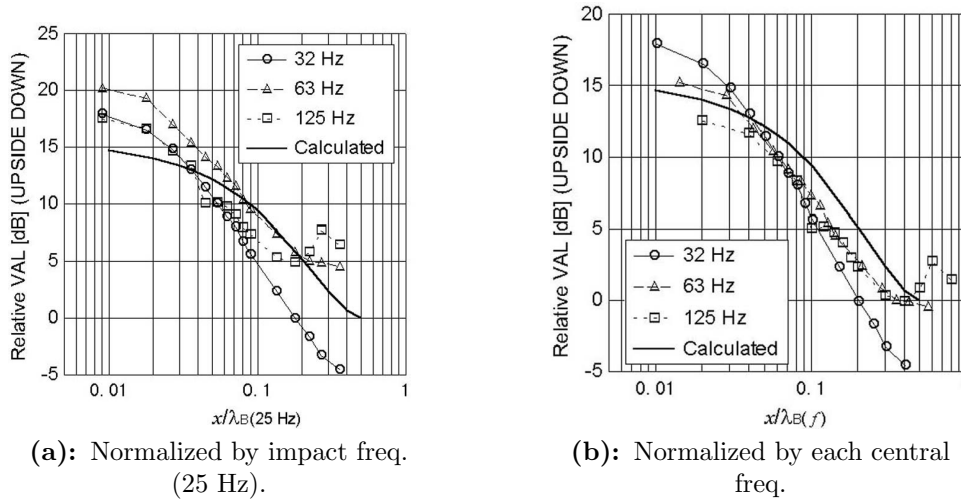 25
20
15
10
5
0
-5
Relative VAL [dB] (UPSIDE DOWN)
32 Hz
63 Hz
125 Hz
Calculated
0.01
0.1
1
x/λB(25 Hz)
(a): Normalized by impact freq.
(25 Hz).
20
15
10
5
0
-5
Relative VAL [dB] (UPSIDE DOWN)
32 Hz
63 Hz
125 Hz
Calculated
0.01
0.1
1
x/λB(f)
(b): Normalized by each central
freq.